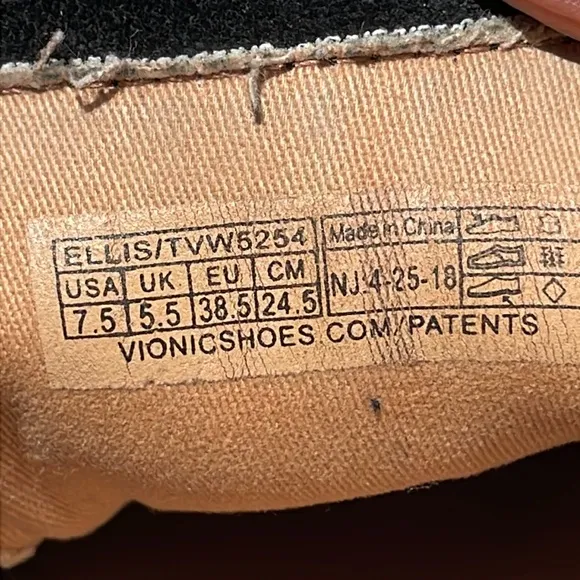 ELLIS/TVW5254
Made in China
USA UK EU CM
7.5 5.5 38.5 24.5
NJ 4-25-18
VIONICSHOES.COM/PATENTS